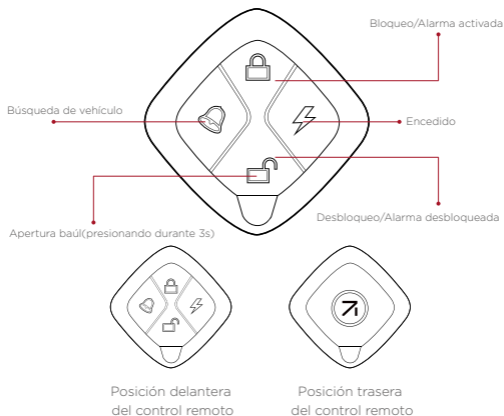 Bloqueo/Alarma activada
Búsqueda de vehículo
Encedido
Desbloqueo/Alarma desbloqueada
Apertura baúl(presionando durante 3s)
Posición delantera
del control remoto
Posición trasera
del control remoto